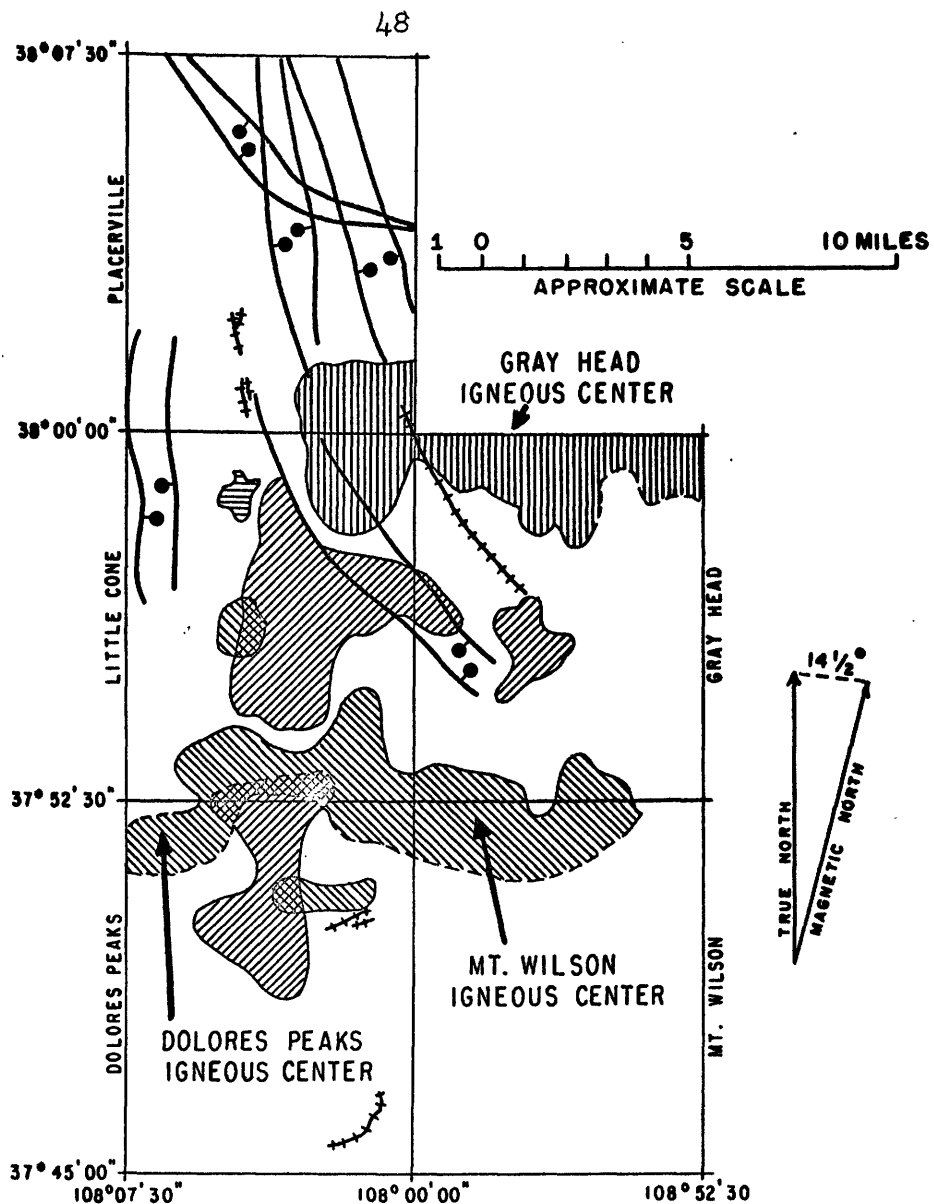 48
38°07'30"
PLACERVILLE
1 0 5 10 MILES
APPROXIMATE SCALE
GRAY HEAD
IGNEOUS CENTER
38°00'00"
LITTLE CONE
GRAY HEAD
14 1/2°
TRUE NORTH
MAGNETIC NORTH
37°52'30"
DOLORES PEAKS
MT. WILSON
IGNEOUS CENTER
MT. WILSON
DOLORES PEAKS
IGNEOUS CENTER
37°45'00"
108°07'30" 108°00'00" 108°52'30